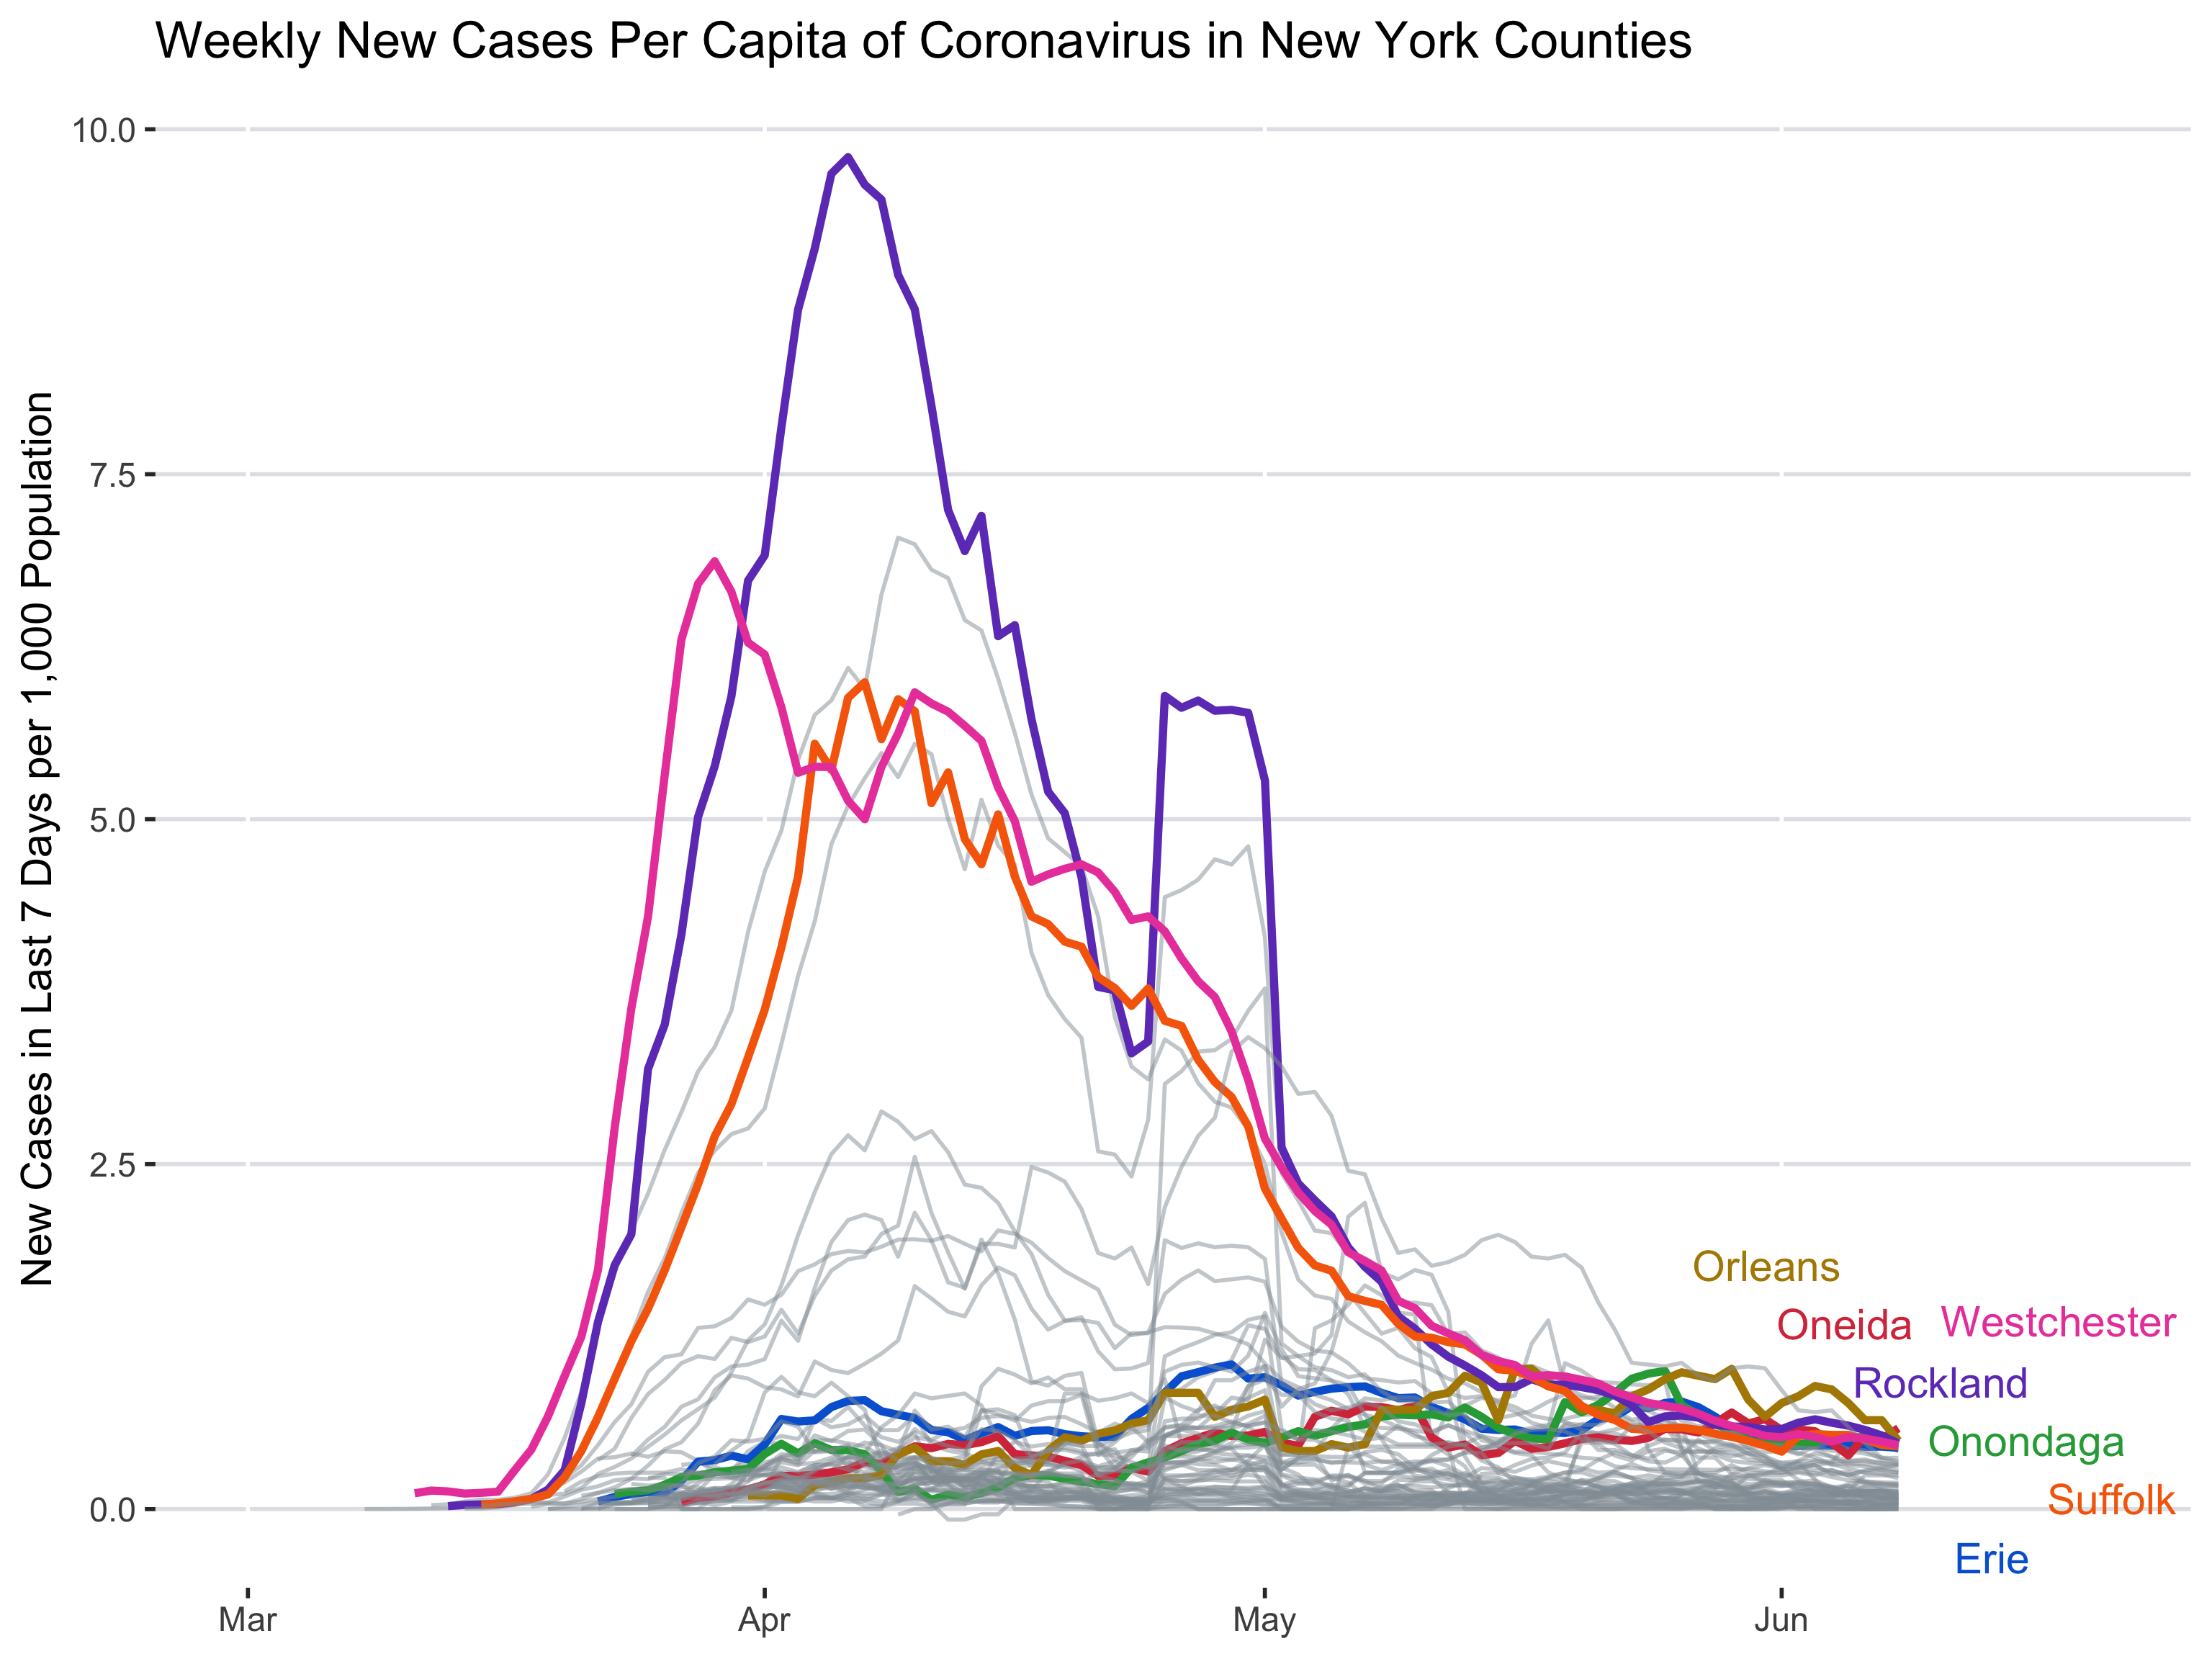 Weekly New Cases Per Capita of Coronavirus in New York Counties
New Cases in Last 7 Days per 1,000 Population
10.0
7.5
5.0
2.5
0.0
Orleans
Oneida
Westchester
Rockland
Onondaga
Suffolk
Erie
Mar
Apr
May
Jun